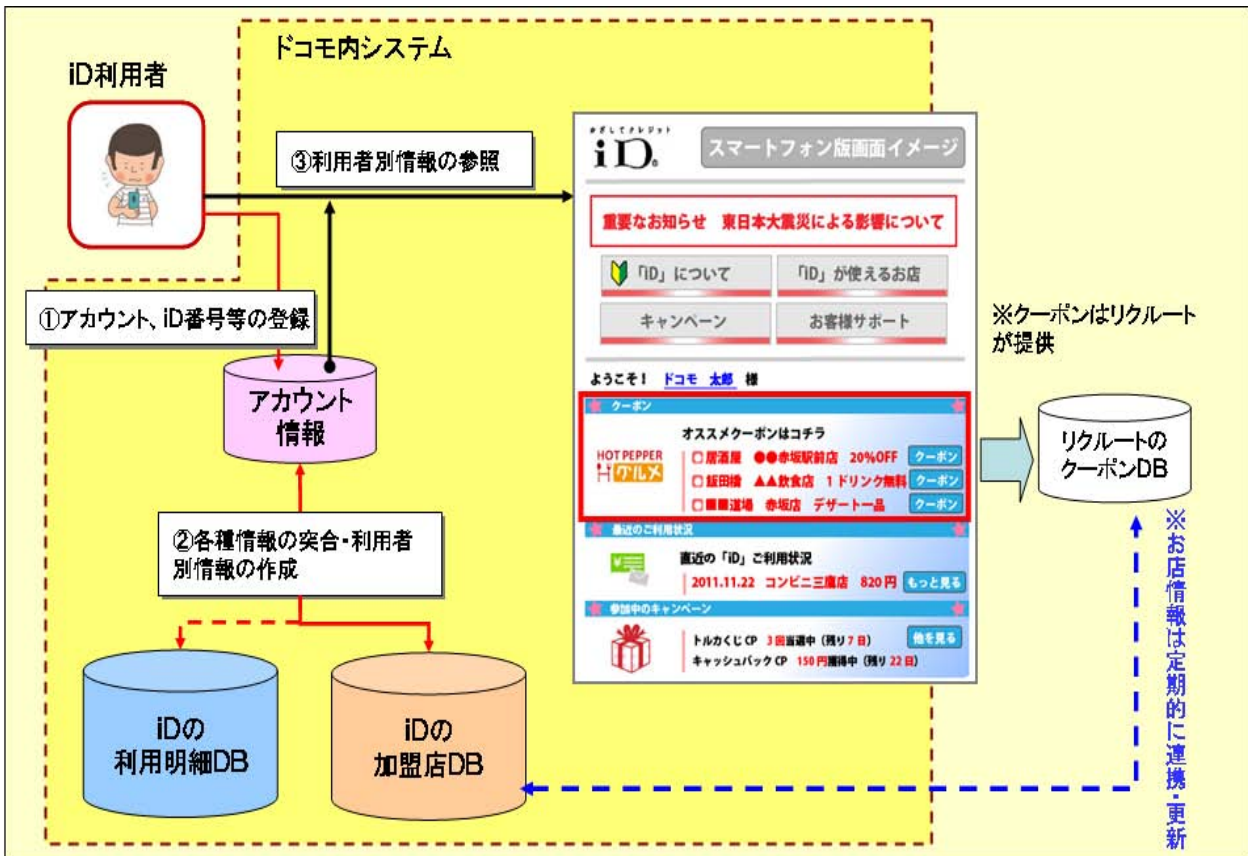 ドコモ内システム
iD利用者
③利用者別情報の参照
①アカウント、iD番号等の登録
アカウント
情報
②各種情報の突合・利用者
別情報の作成
iDの
利用明細DB
iDの
加盟店DB
かざしてクレジット
iD
スマートフォン版画面イメージ
重要なお知らせ 東日本大震災による影響について
「iD」について
「iD」が使えるお店
キャンペーン
お客様サポート
ようこそ! ドコモ 太郎 様
クーポン
オススメクーポンはコチラ
HOT PEPPER
グルメ
□居酒屋 ●●赤坂駅前店 20%OFF クーポン
□飯田橋 ▲▲飲食店 1ドリンク無料 クーポン
□■■道場 赤坂店 デザート一品 クーポン
最近のご利用状況
直近の「iD」ご利用状況
2011.11.22 コンビニ三鷹店 820円 もっと見る
参加中のキャンペーン
トルカくじCP 3回当選中(残り7日) 他を見る
キャッシュバックCP 150円獲得中(残り22日)
※クーポンはリクルート
が提供
リクルートの
クーポンDB
※お店情報は定期的に連携・更新